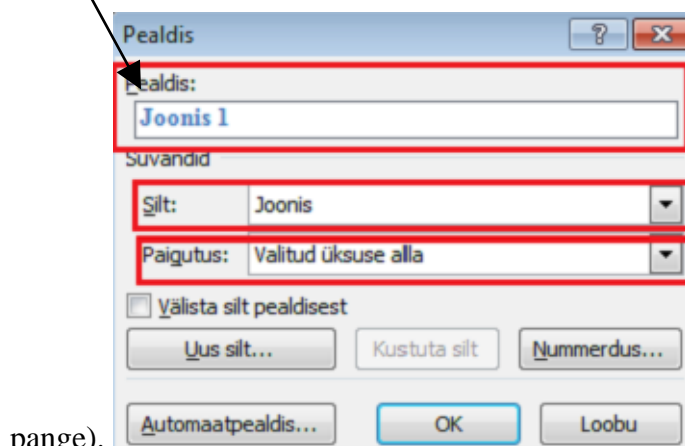 Pealdis
Pealdis:
Joonis 1
Suvandid
Silt: Joonis
Paigutus: Valitud üksuse alla
Välista silt pealdisest
Uus silt... Kustuta silt Nummerdus...
pange). Automaatpealdis... OK Loobu